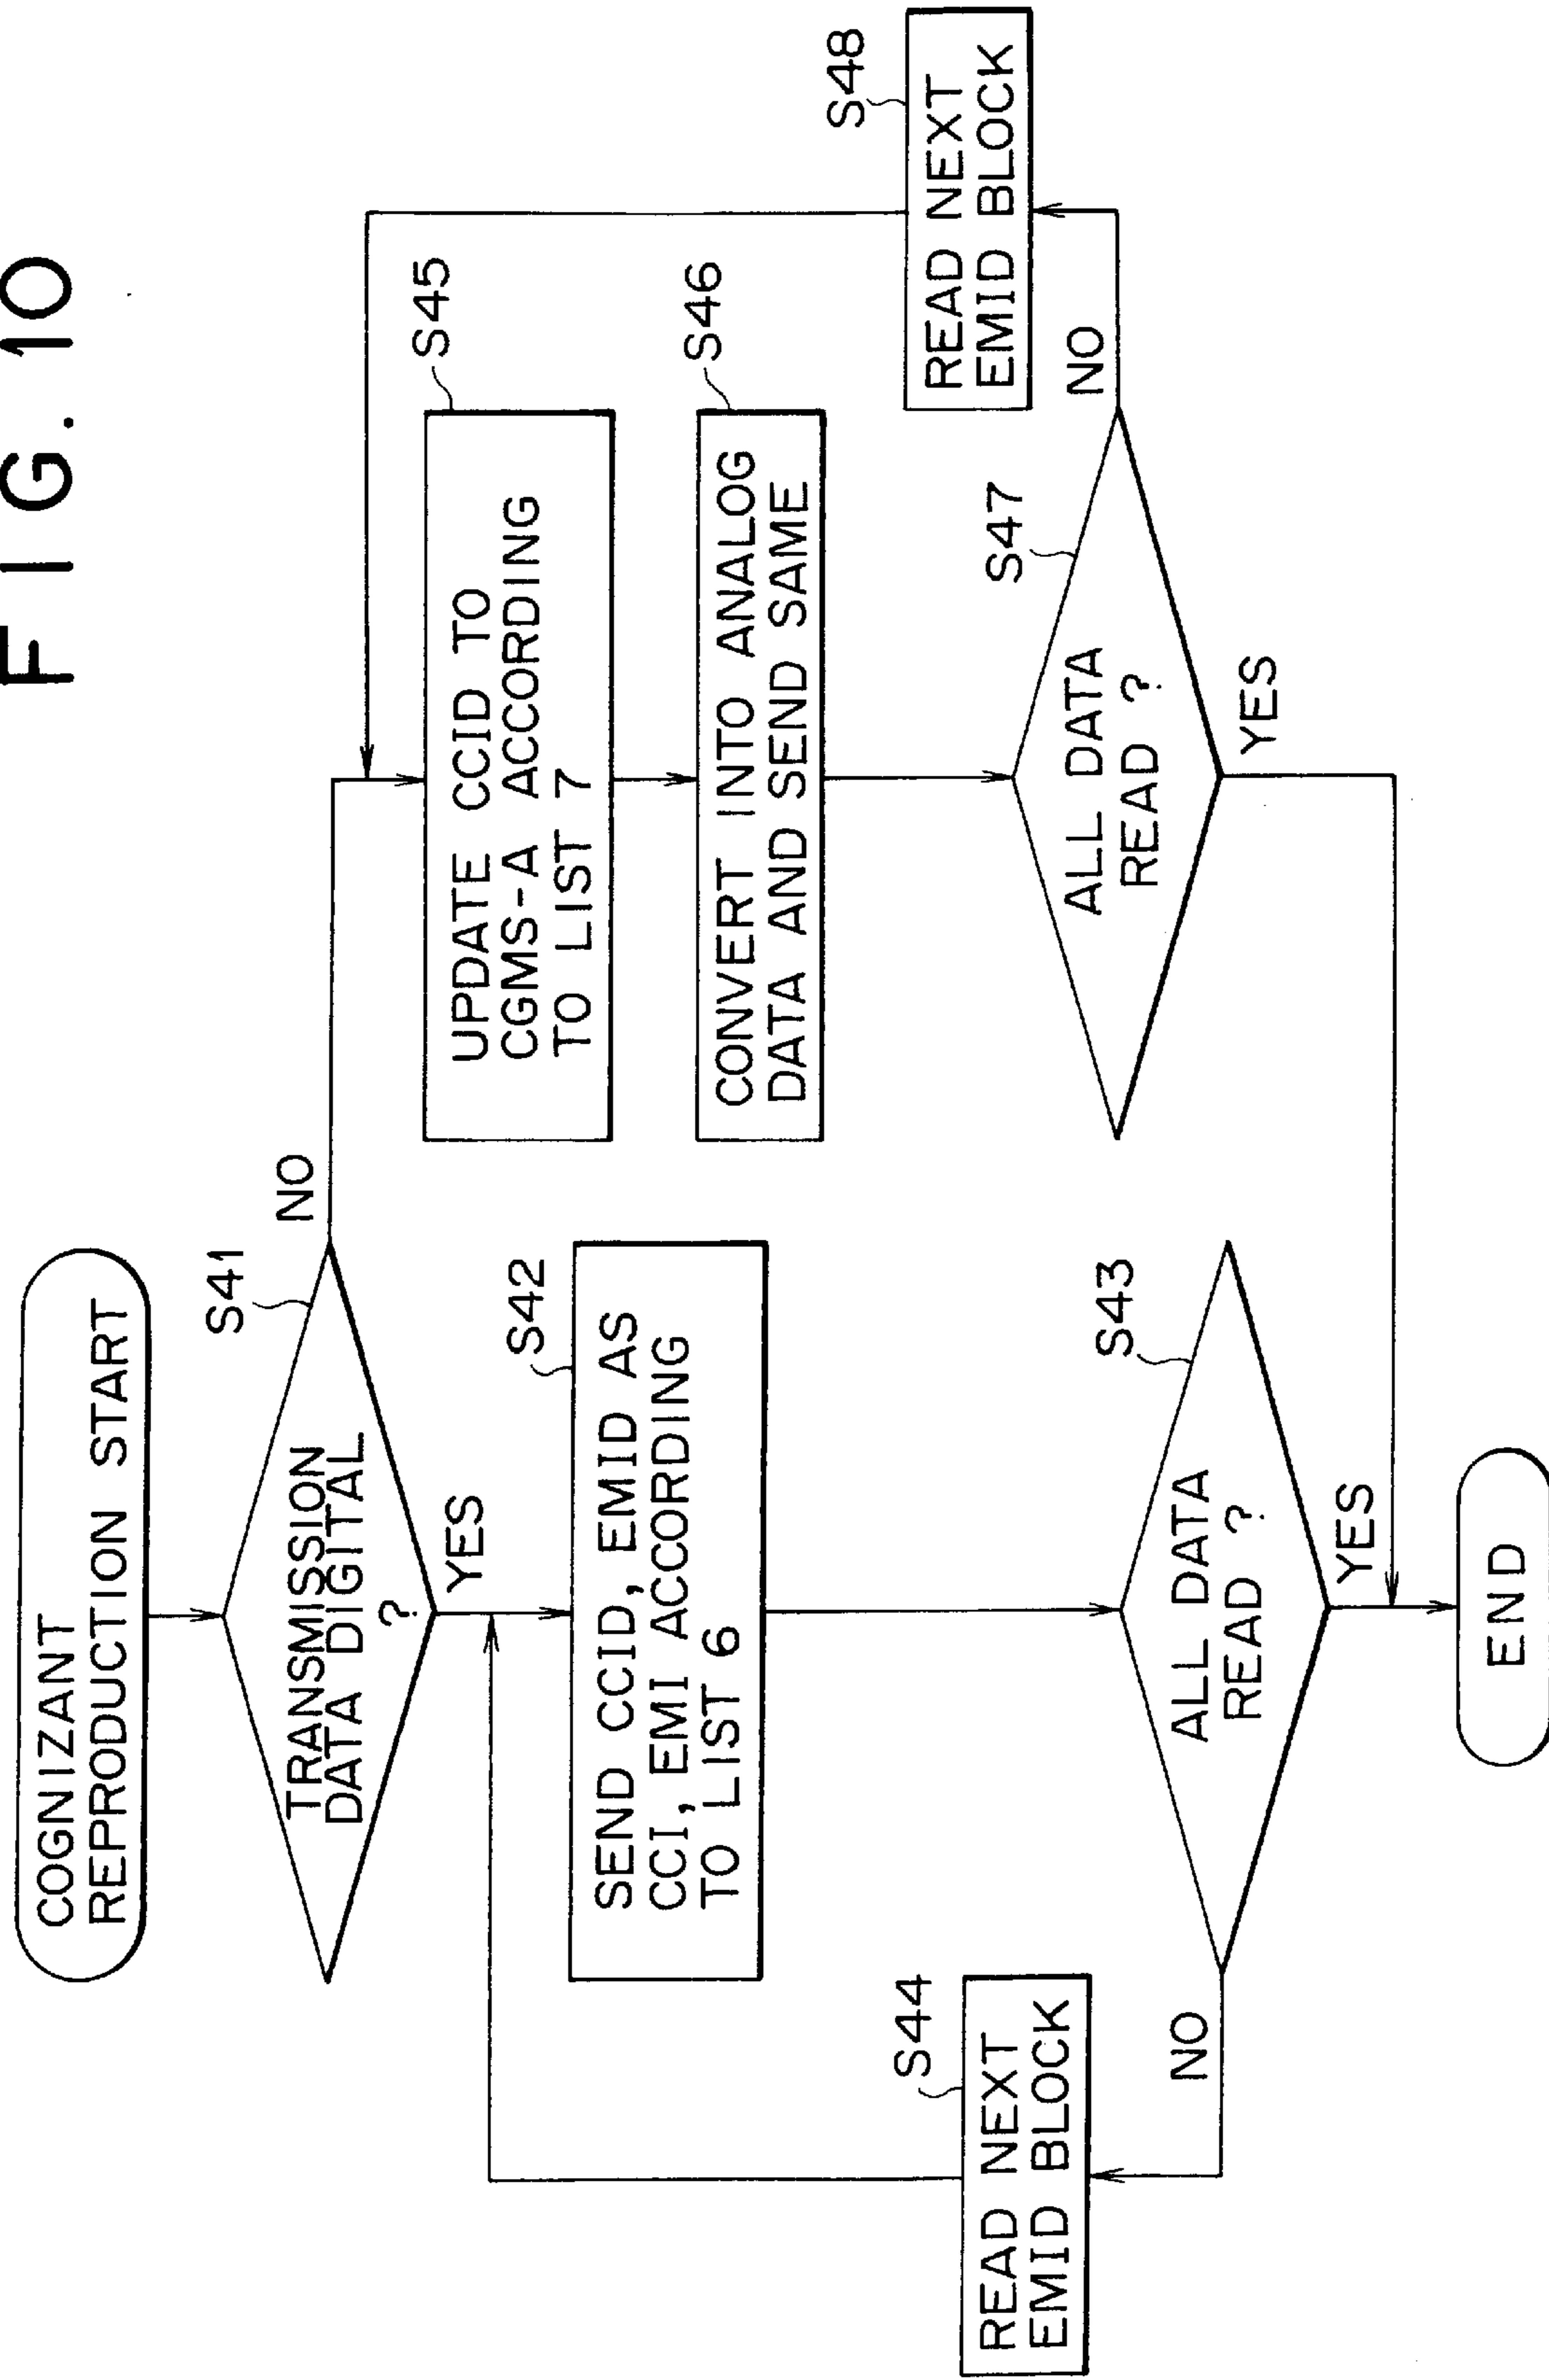 FIG. 10
COGNIZANT
REPRODUCTION START
S41
TRANSMISSION
DATA DIGITAL
?
NO
YES
S42
SEND CCID, EMID AS
CCI, EMI ACCORDING
TO LIST 6
S43
ALL DATA
READ ?
NO
YES
S44
READ NEXT
EMID BLOCK
S45
UPDATE CCID TO
CGMS-A ACCORDING
TO LIST 7
S46
CONVERT INTO ANALOG
DATA AND SEND SAME
S47
ALL DATA
READ ?
NO
YES
S48
READ NEXT
EMID BLOCK
END